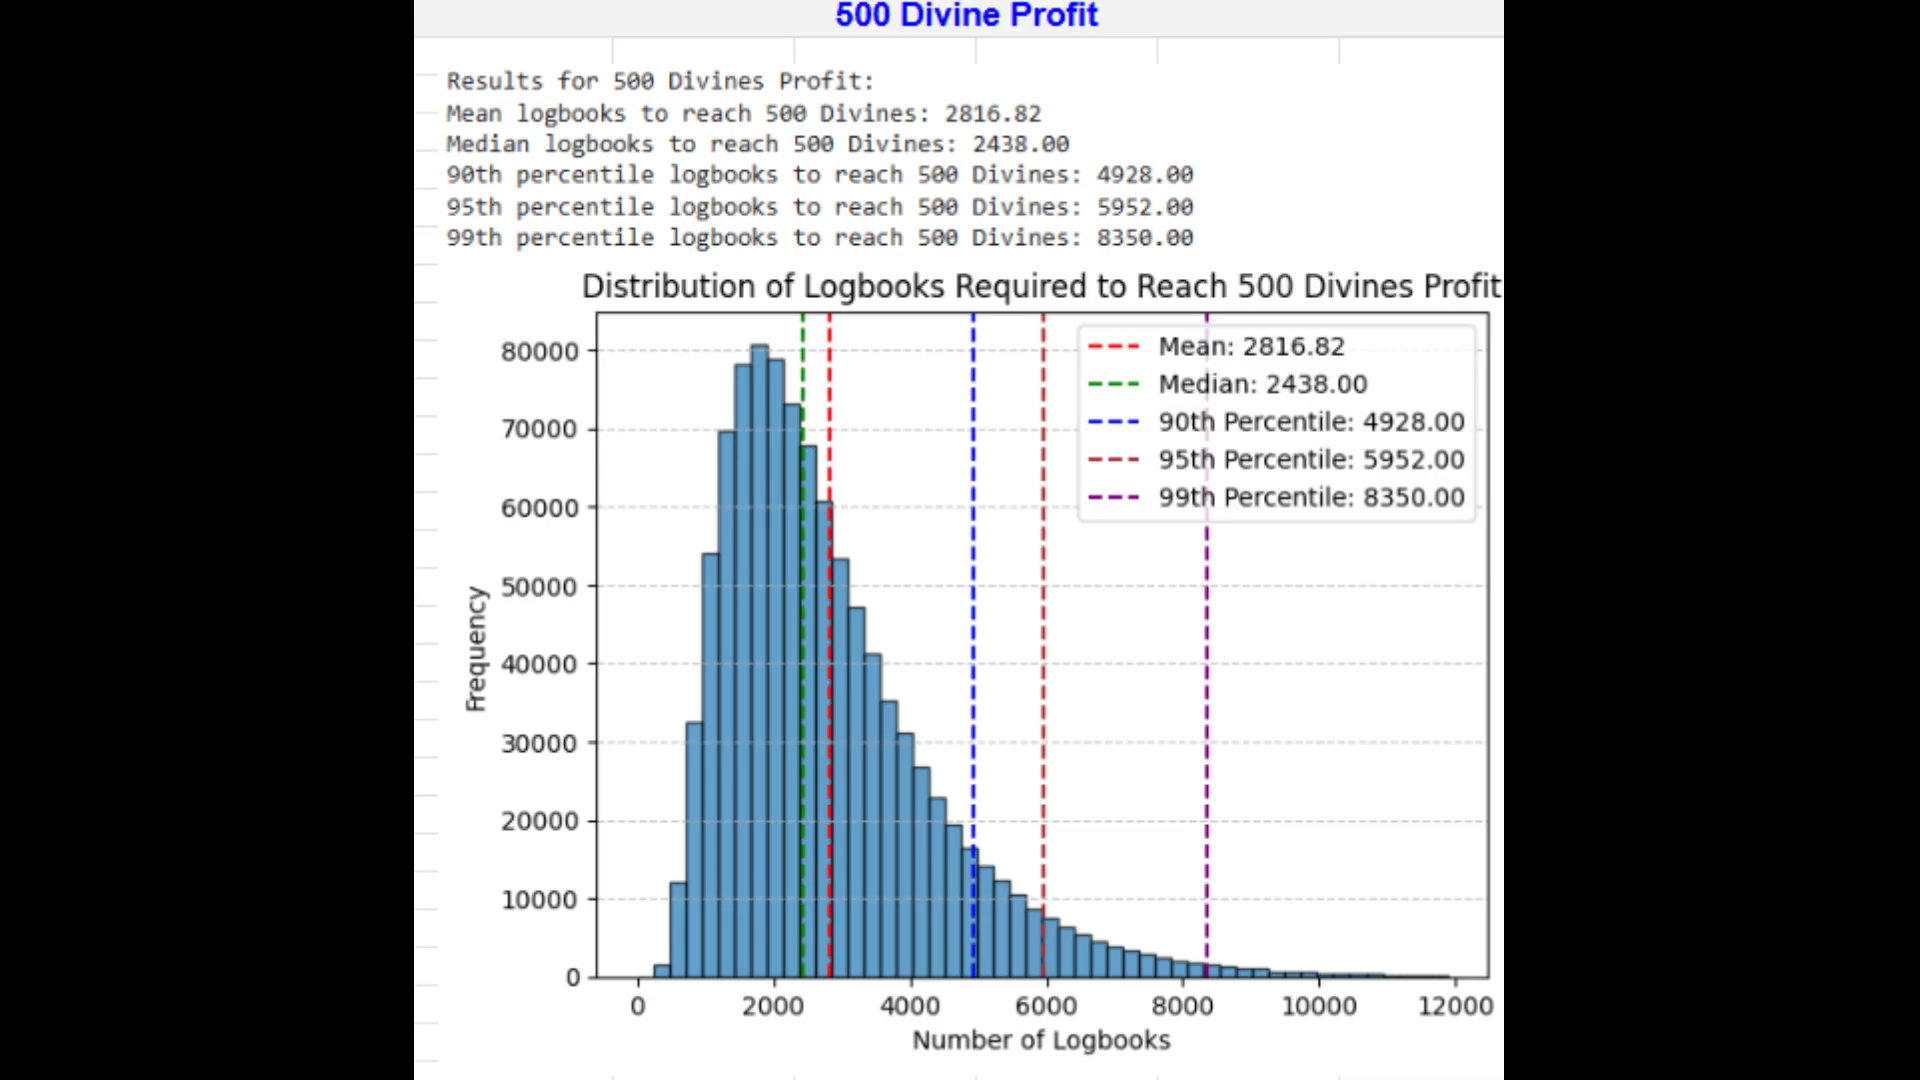 500 Divine Profit
Results for 500 Divines Profit:
Mean logbooks to reach 500 Divines: 2816.82
Median logbooks to reach 500 Divines: 2438.00
90th percentile logbooks to reach 500 Divines: 4928.00
95th percentile logbooks to reach 500 Divines: 5952.00
99th percentile logbooks to reach 500 Divines: 8350.00
Distribution of Logbooks Required to Reach 500 Divines Profit
Mean: 2816.82
Median: 2438.00
90th Percentile: 4928.00
95th Percentile: 5952.00
99th Percentile: 8350.00
Frequency
80000
70000
60000
50000
40000
30000
20000
10000
0
0 2000 4000 6000 8000 10000 12000
Number of Logbooks